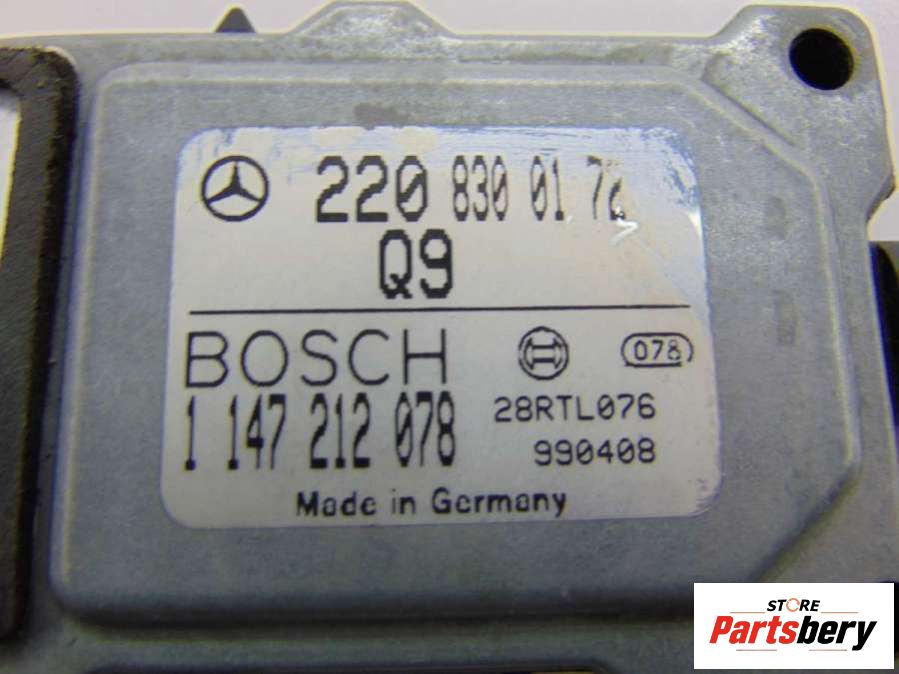 220 830 01 72
Q9
BOSCH 078
1 147 212 078 28RTL076
990408
Made in Germany
STORE
Partsbery